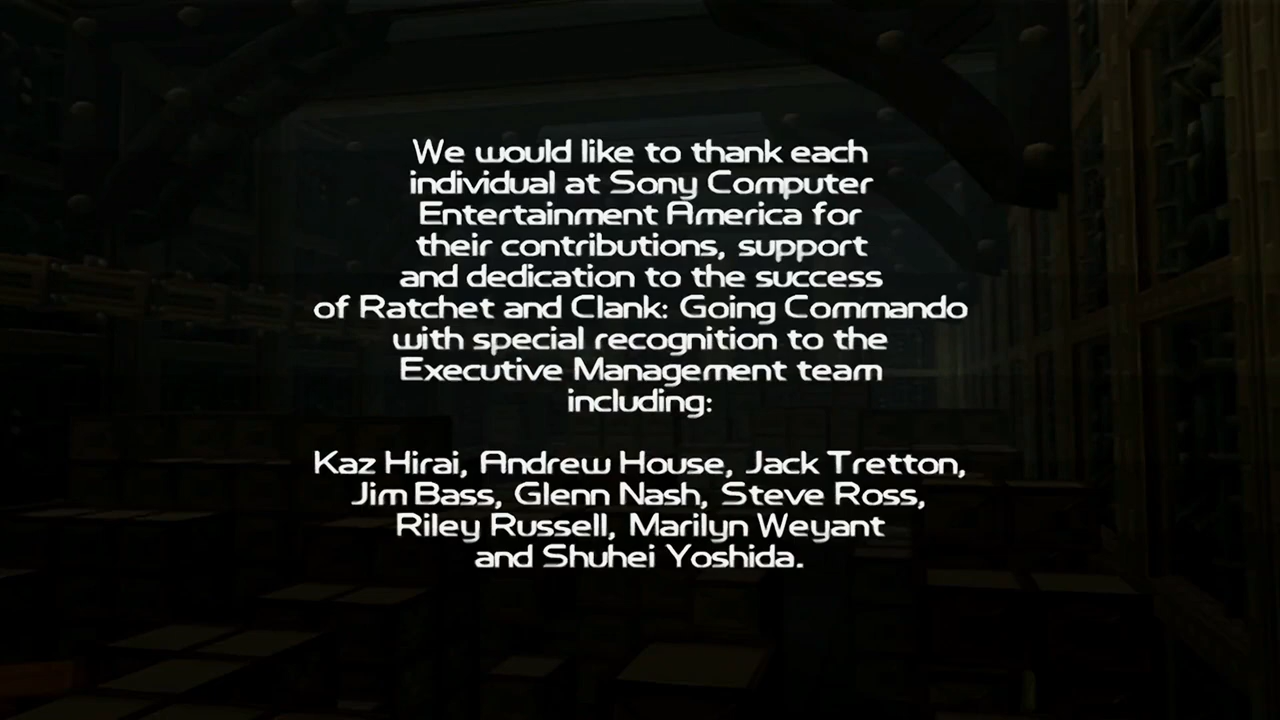 We would like to thank each
individual at Sony Computer
Entertainment America for
their contributions, support
and dedication to the success
of Ratchet and Clank: Going Commando
with special recognition to the
Executive Management team
including:
Kaz Hirai, Andrew House, Jack Tretton,
Jim Bass, Glenn Nash, Steve Ross,
Riley Russell, Marilyn Weyant
and Shuhei Yoshida.